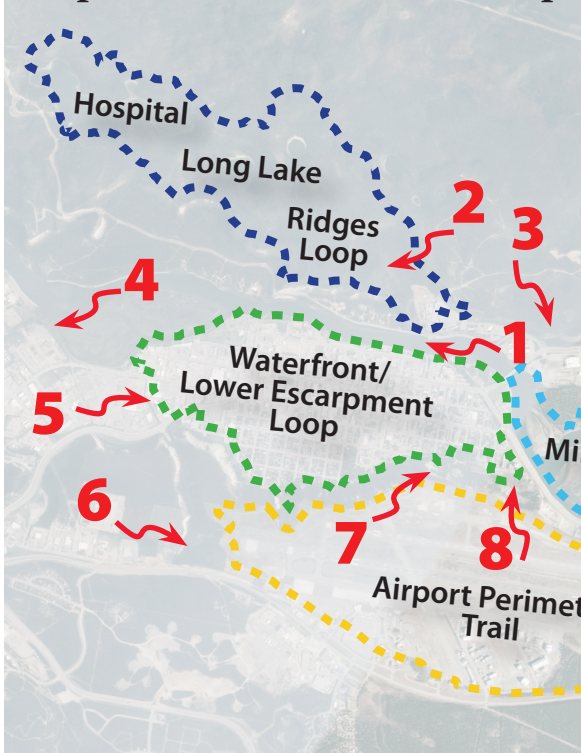 Hospital
Long Lake
Ridges
Loop
2
3
4
1
Waterfront/
Lower Escarpment
Loop
5
Mi
6
7
8
Airport Perimet
Trail